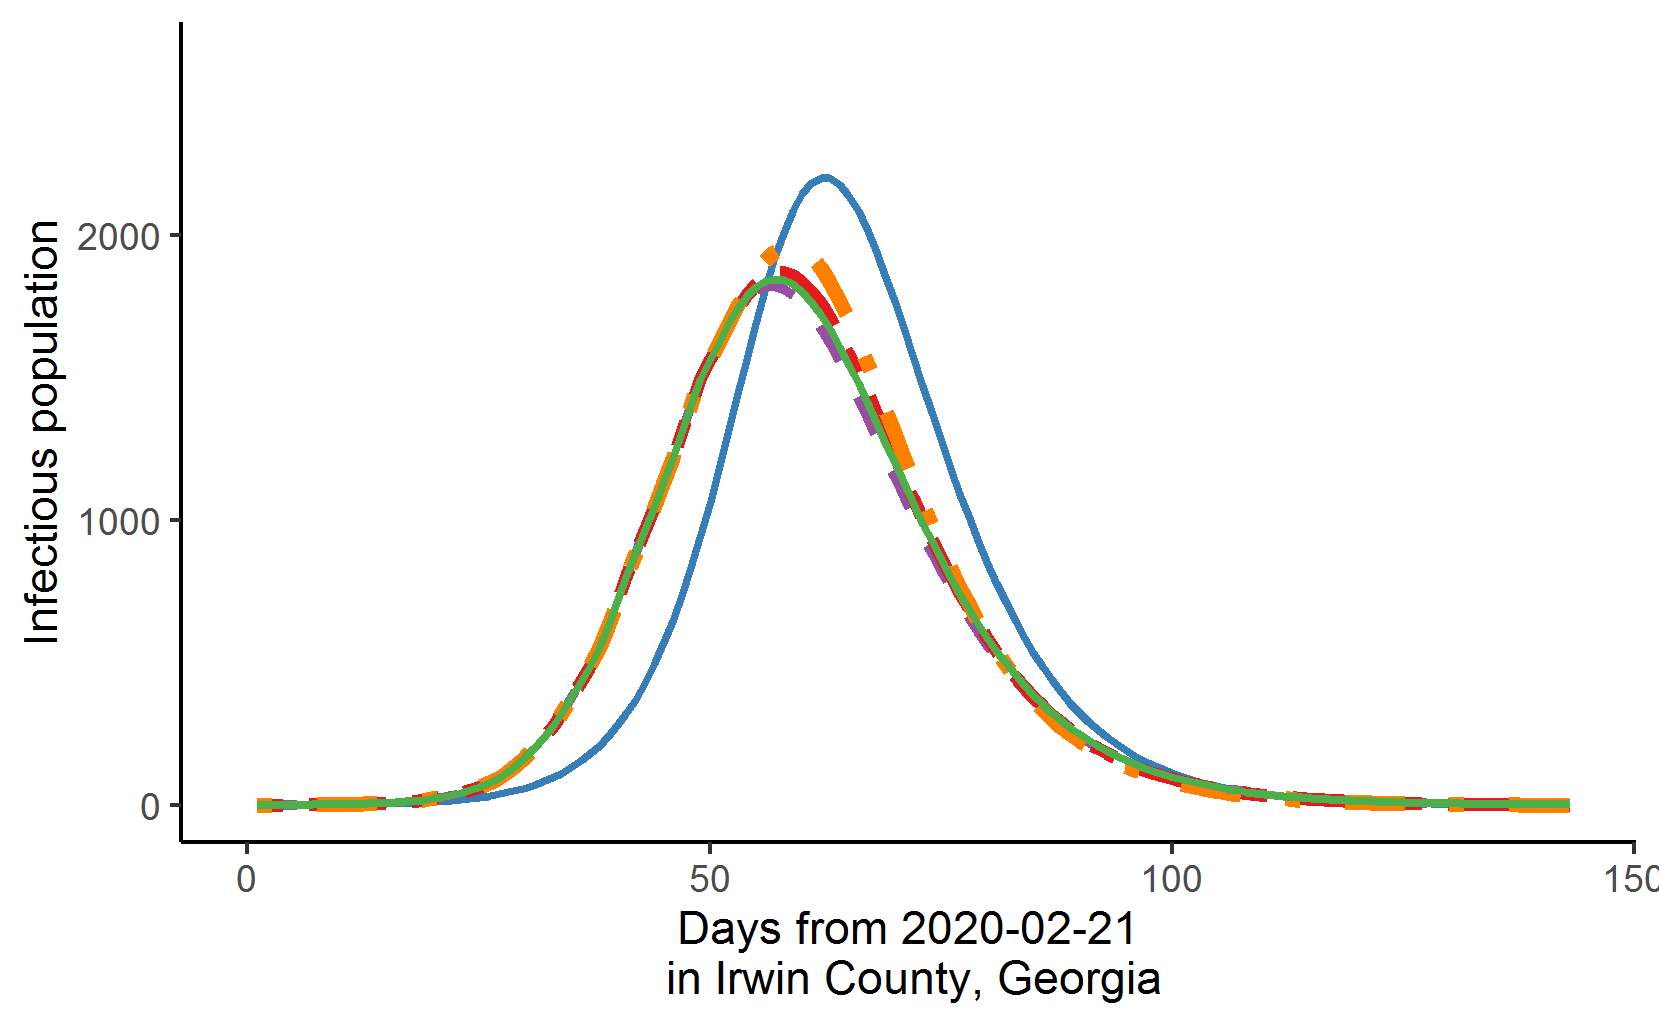 Infectious population
2000
1000
0
0
50
100
150
Days from 2020-02-21
in Irwin County, Georgia